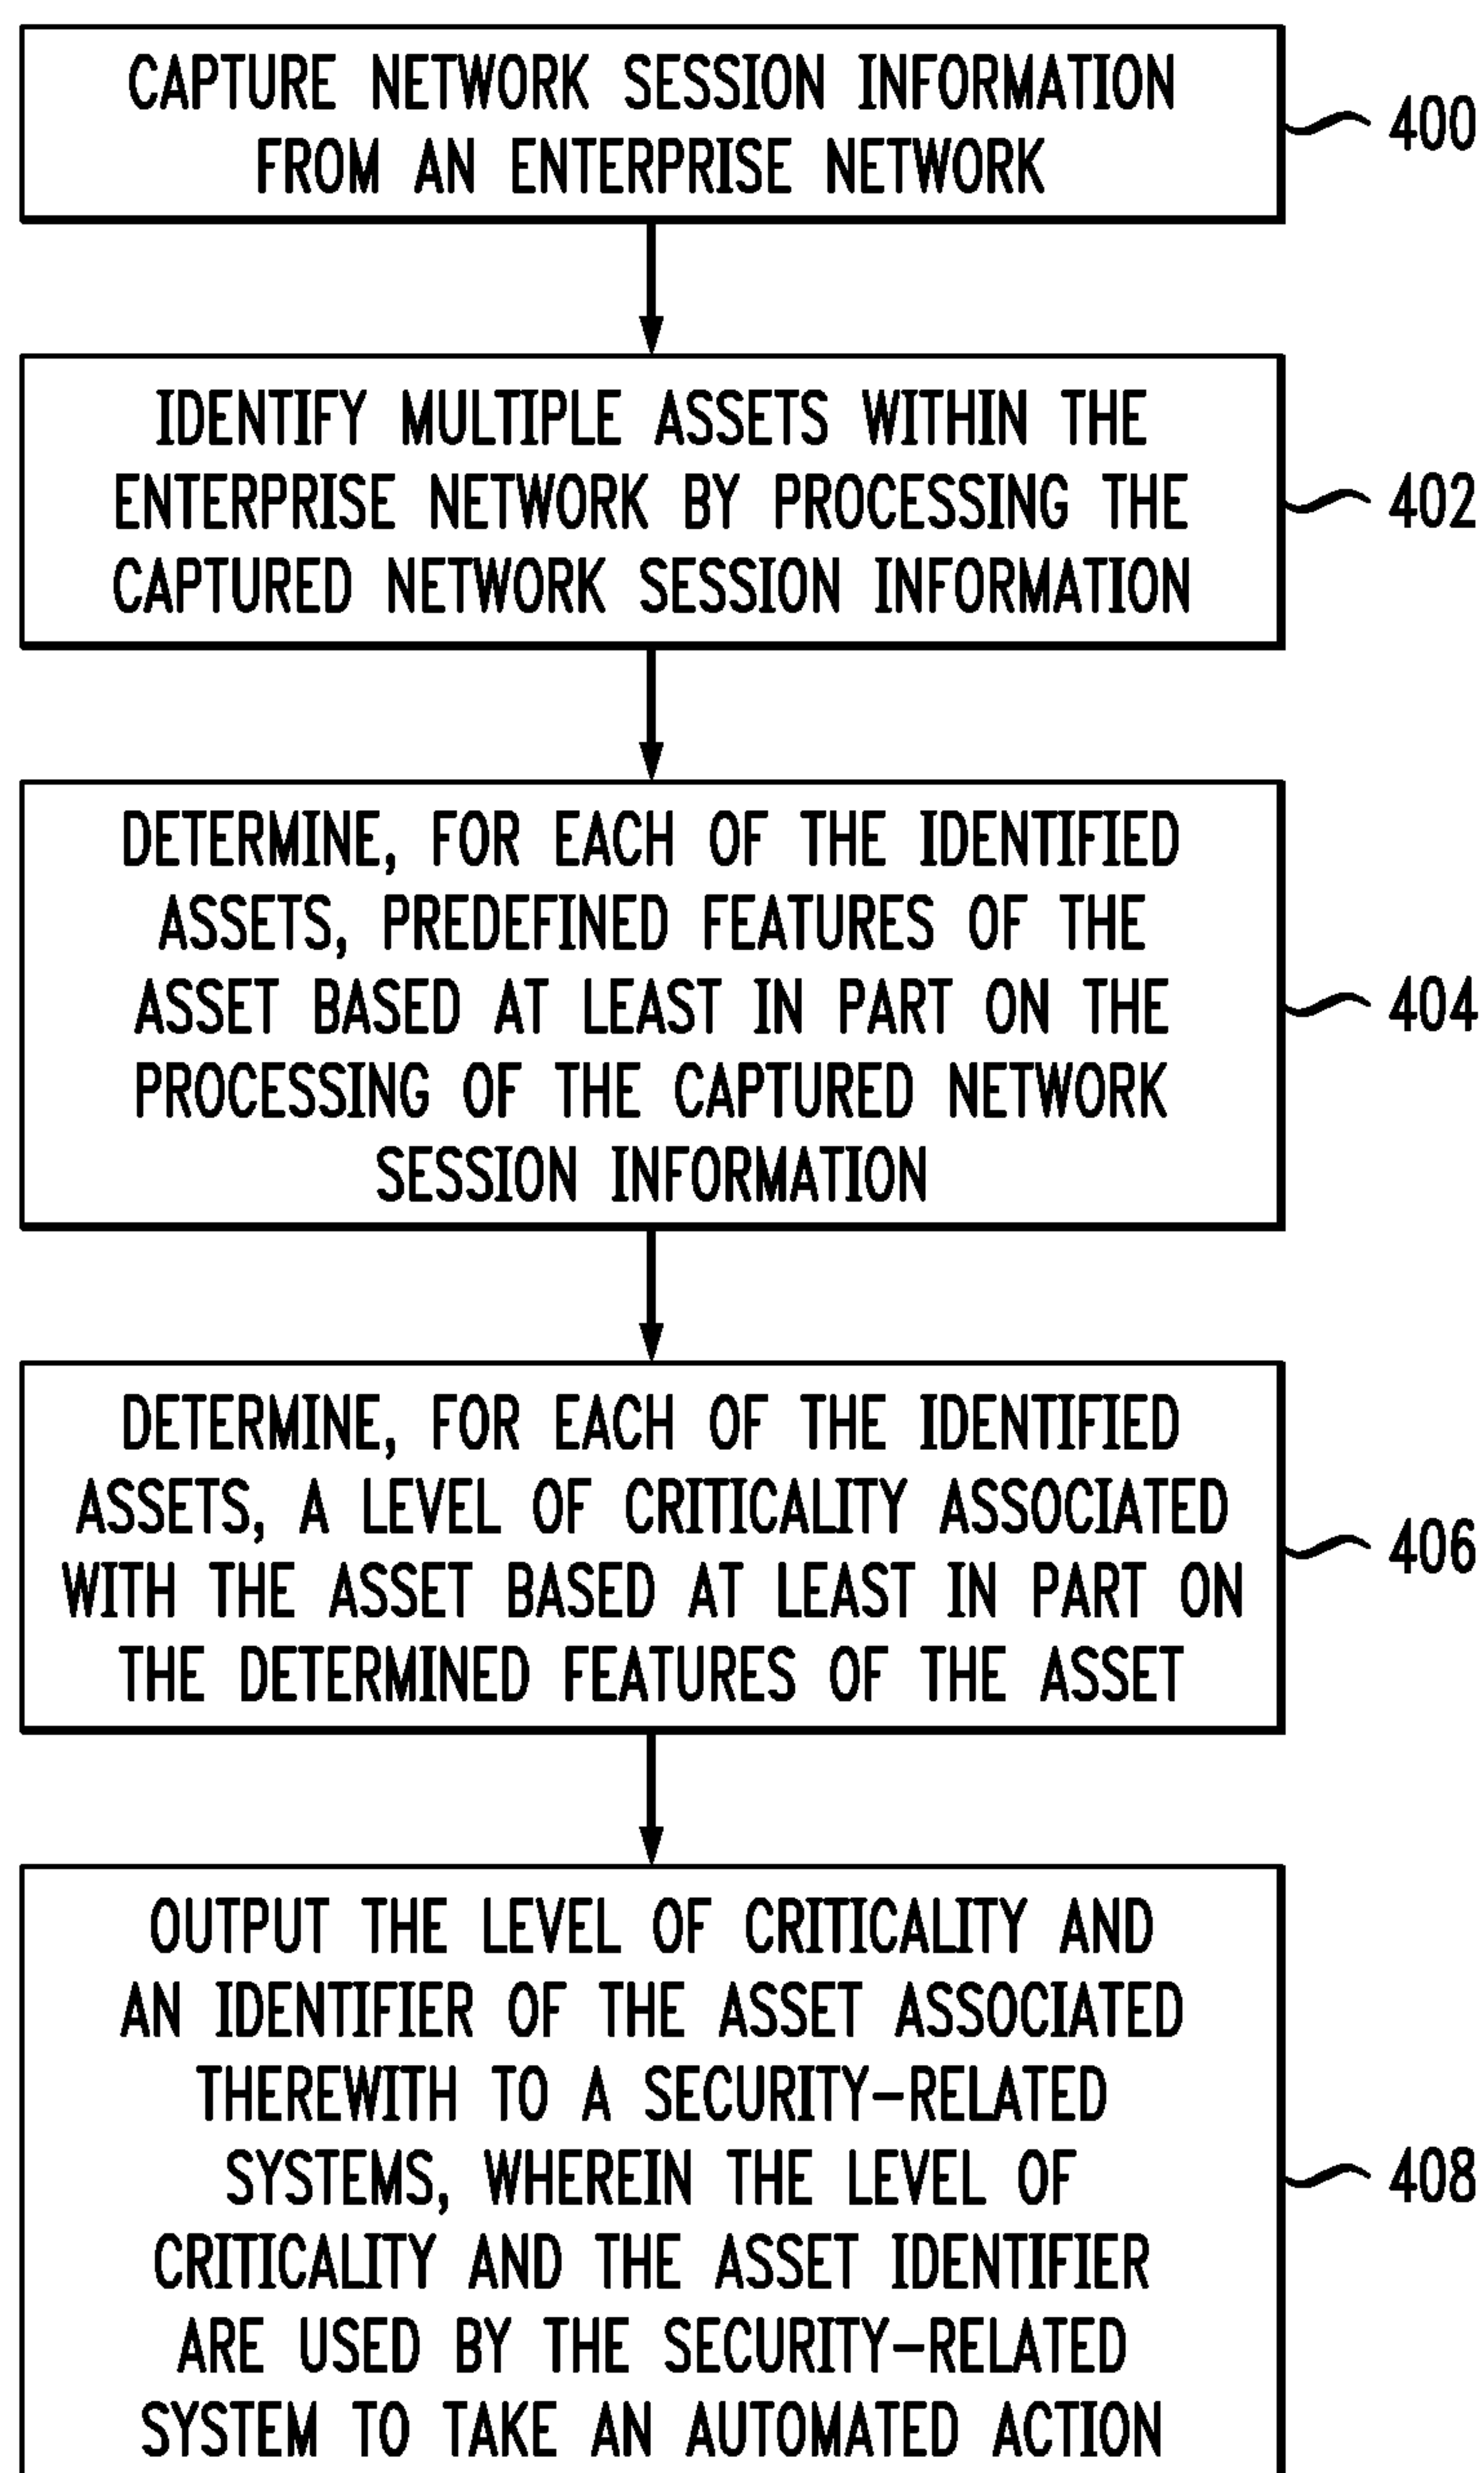 CAPTURE NETWORK SESSION INFORMATION
FROM AN ENTERPRISE NETWORK
400
IDENTIFY MULTIPLE ASSETS WITHIN THE
ENTERPRISE NETWORK BY PROCESSING THE
CAPTURED NETWORK SESSION INFORMATION
402
DETERMINE, FOR EACH OF THE IDENTIFIED
ASSETS, PREDEFINED FEATURES OF THE
ASSET BASED AT LEAST IN PART ON THE
PROCESSING OF THE CAPTURED NETWORK
SESSION INFORMATION
404
DETERMINE, FOR EACH OF THE IDENTIFIED
ASSETS, A LEVEL OF CRITICALITY ASSOCIATED
WITH THE ASSET BASED AT LEAST IN PART ON
THE DETERMINED FEATURES OF THE ASSET
406
OUTPUT THE LEVEL OF CRITICALITY AND
AN IDENTIFIER OF THE ASSET ASSOCIATED
THEREWITH TO A SECURITY-RELATED
SYSTEMS, WHEREIN THE LEVEL OF
CRITICALITY AND THE ASSET IDENTIFIER
ARE USED BY THE SECURITY-RELATED
SYSTEM TO TAKE AN AUTOMATED ACTION
408